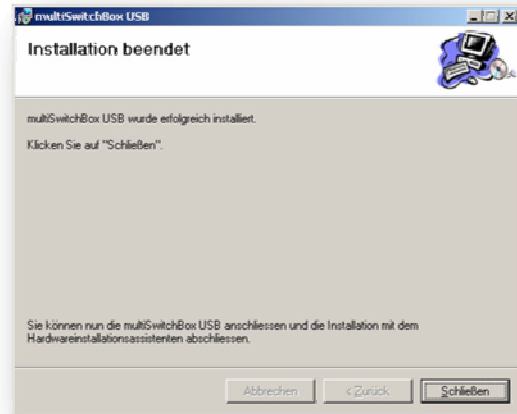 multiSwitchBox USB
Installation beendet
multiSwitchBox USB wurde erfolgreich installiert.
Klicken Sie auf "Schließen".
Sie können nun die multiSwitchBox USB anschliessen und die Installation mit dem
Hardwareinstallationsassistenten abschliessen.
Abbrechen
< Zurück
Schließen